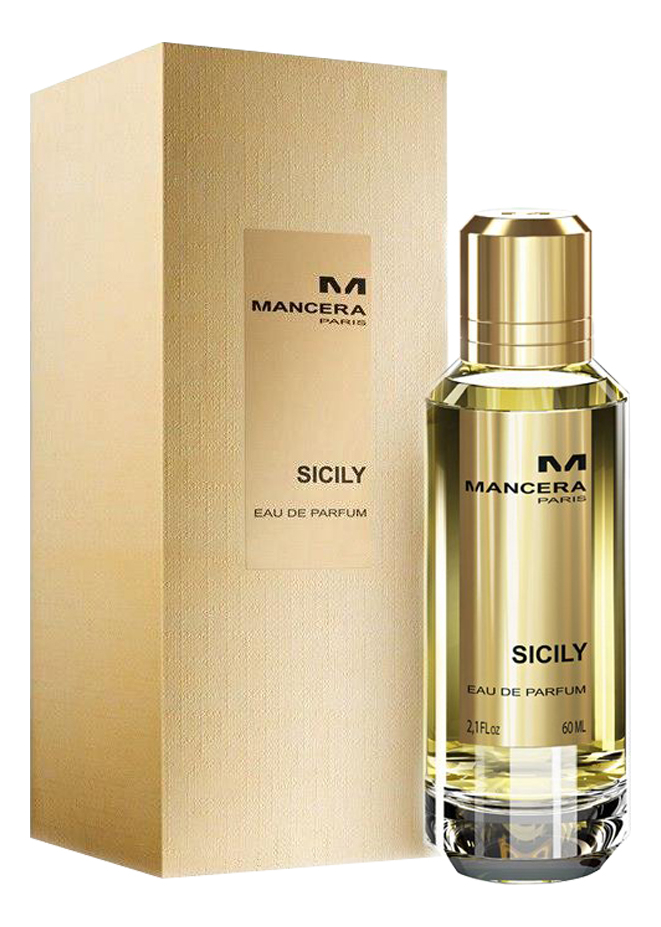 M
MANCERA
PARIS
SICILY
EAU DE PARFUM
M
MANCERA
PARIS
SICILY
EAU DE PARFUM
2,1FLoz 60 ML